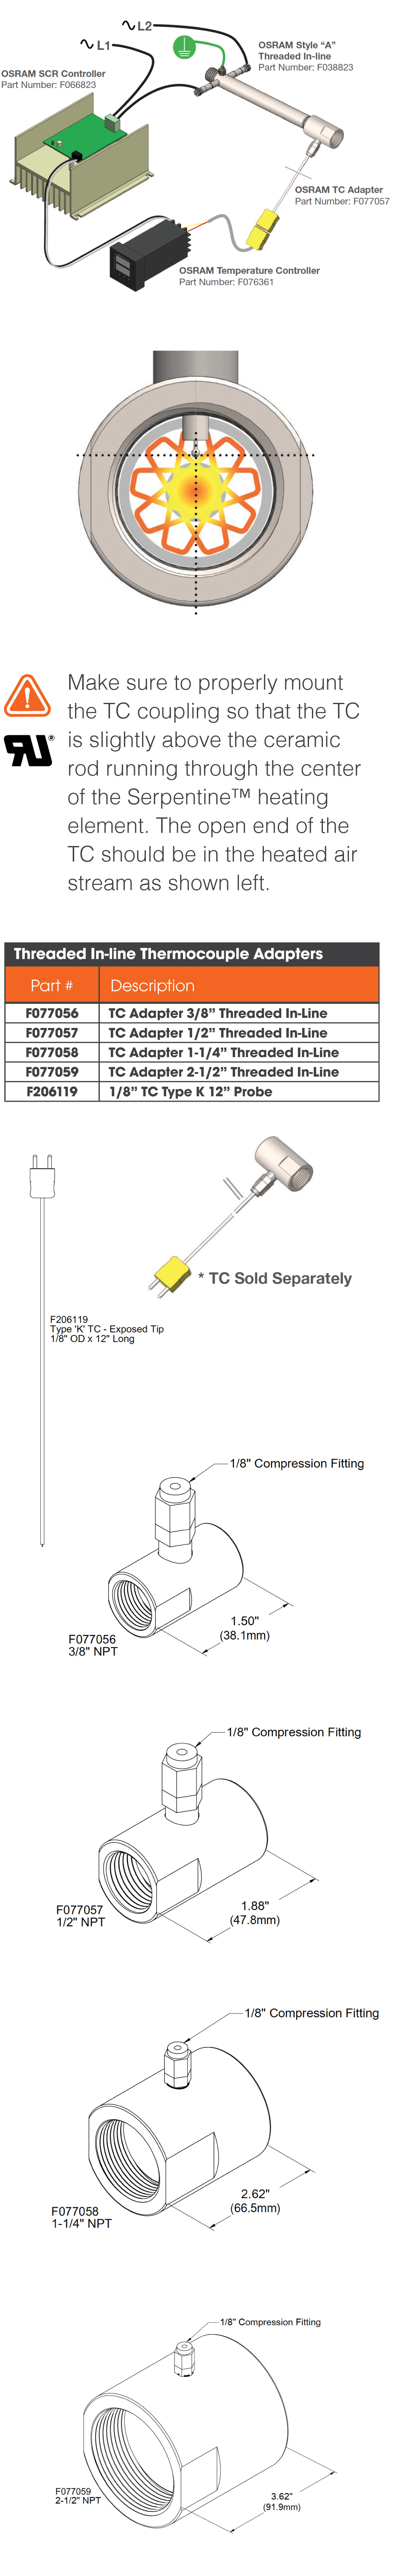 L2
L1
OSRAM Style “A”
Threaded In-line
Part Number: F038823
OSRAM SCR Controller
Part Number: F066823
OSRAM TC Adapter
Part Number: F077057
OSRAM Temperature Controller
Part Number: F076361
Make sure to properly mount
the TC coupling so that the TC
is slightly above the ceramic
rod running through the center
of the Serpentine™ heating
element. The open end of the
TC should be in the heated air
stream as shown left.
Threaded In-line Thermocouple Adapters
Part # Description
F077056 TC Adapter 3/8” Threaded In-Line
F077057 TC Adapter 1/2” Threaded In-Line
F077058 TC Adapter 1-1/4” Threaded In-Line
F077059 TC Adapter 2-1/2” Threaded In-Line
F206119 1/8” TC Type K 12” Probe
* TC Sold Separately
F206119
Type 'K' TC - Exposed Tip
1/8" OD x 12" Long
1/8" Compression Fitting
1.50"
(38.1mm)
F077056
3/8" NPT
1/8" Compression Fitting
1.88"
(47.8mm)
F077057
1/2" NPT
1/8" Compression Fitting
2.62"
(66.5mm)
F077058
1-1/4" NPT
1/8" Compression Fitting
3.62"
(91.9mm)
F077059
2-1/2" NPT